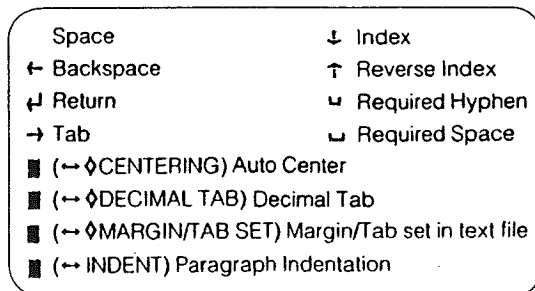 Space
← Backspace
↵ Return
→ Tab
↓ Index
↑ Reverse Index
Required Hyphen
␣ Required Space
■ (↔ ◊CENTERING) Auto Center
■ (↔ ◊DECIMAL TAB) Decimal Tab
■ (↔ ◊MARGIN/TAB SET) Margin/Tab set in text file
■ (↔ INDENT) Paragraph Indentation